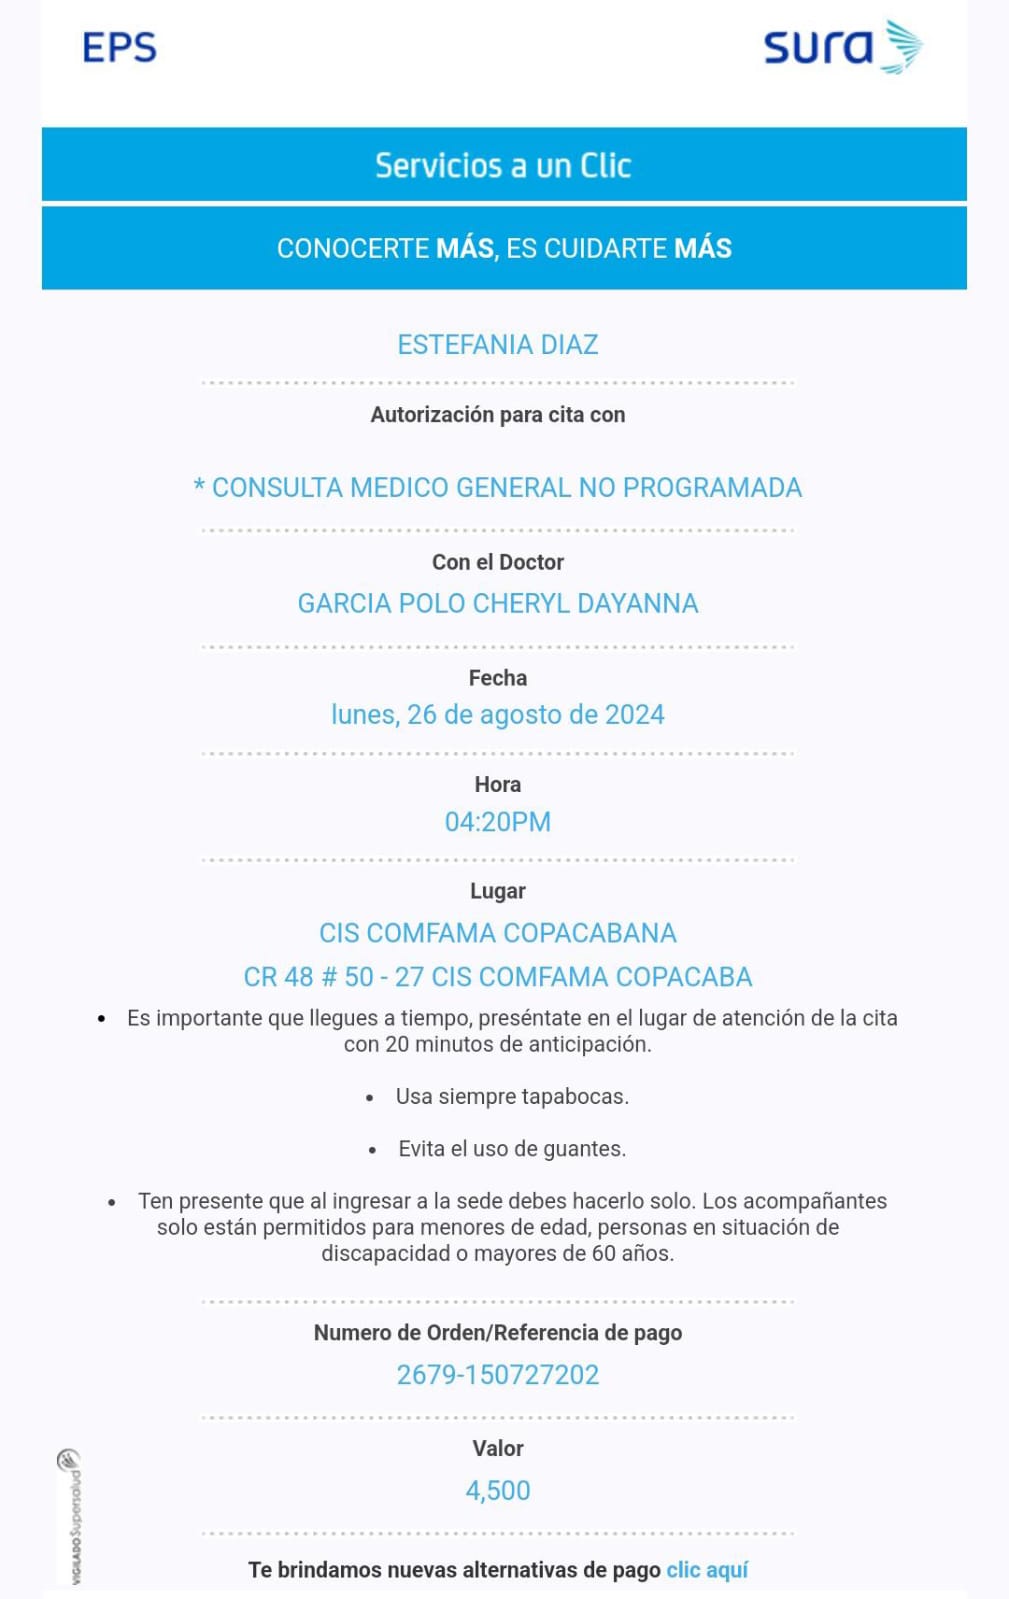 EPS
sura
Servicios a un Clic
CONOCERTE MÁS, ES CUIDARTE MÁS
ESTEFANIA DIAZ
Autorización para cita con
* CONSULTA MEDICO GENERAL NO PROGRAMADA
Con el Doctor
GARCIA POLO CHERYL DAYANNA
Fecha
lunes, 26 de agosto de 2024
Hora
04:20PM
Lugar
CIS COMFAMA COPACABANA
CR 48 # 50 - 27 CIS COMFAMA COPACABA
• Es importante que llegues a tiempo, preséntate en el lugar de atención de la cita
con 20 minutos de anticipación.
• Usa siempre tapabocas.
• Evita el uso de guantes.
• Ten presente que al ingresar a la sede debes hacerlo solo. Los acompañantes
solo están permitidos para menores de edad, personas en situación de
discapacidad o mayores de 60 años.
Numero de Orden/Referencia de pago
2679-150727202
Valor
4,500
Te brindamos nuevas alternativas de pago clic aquí
VIGILADO Supersalud